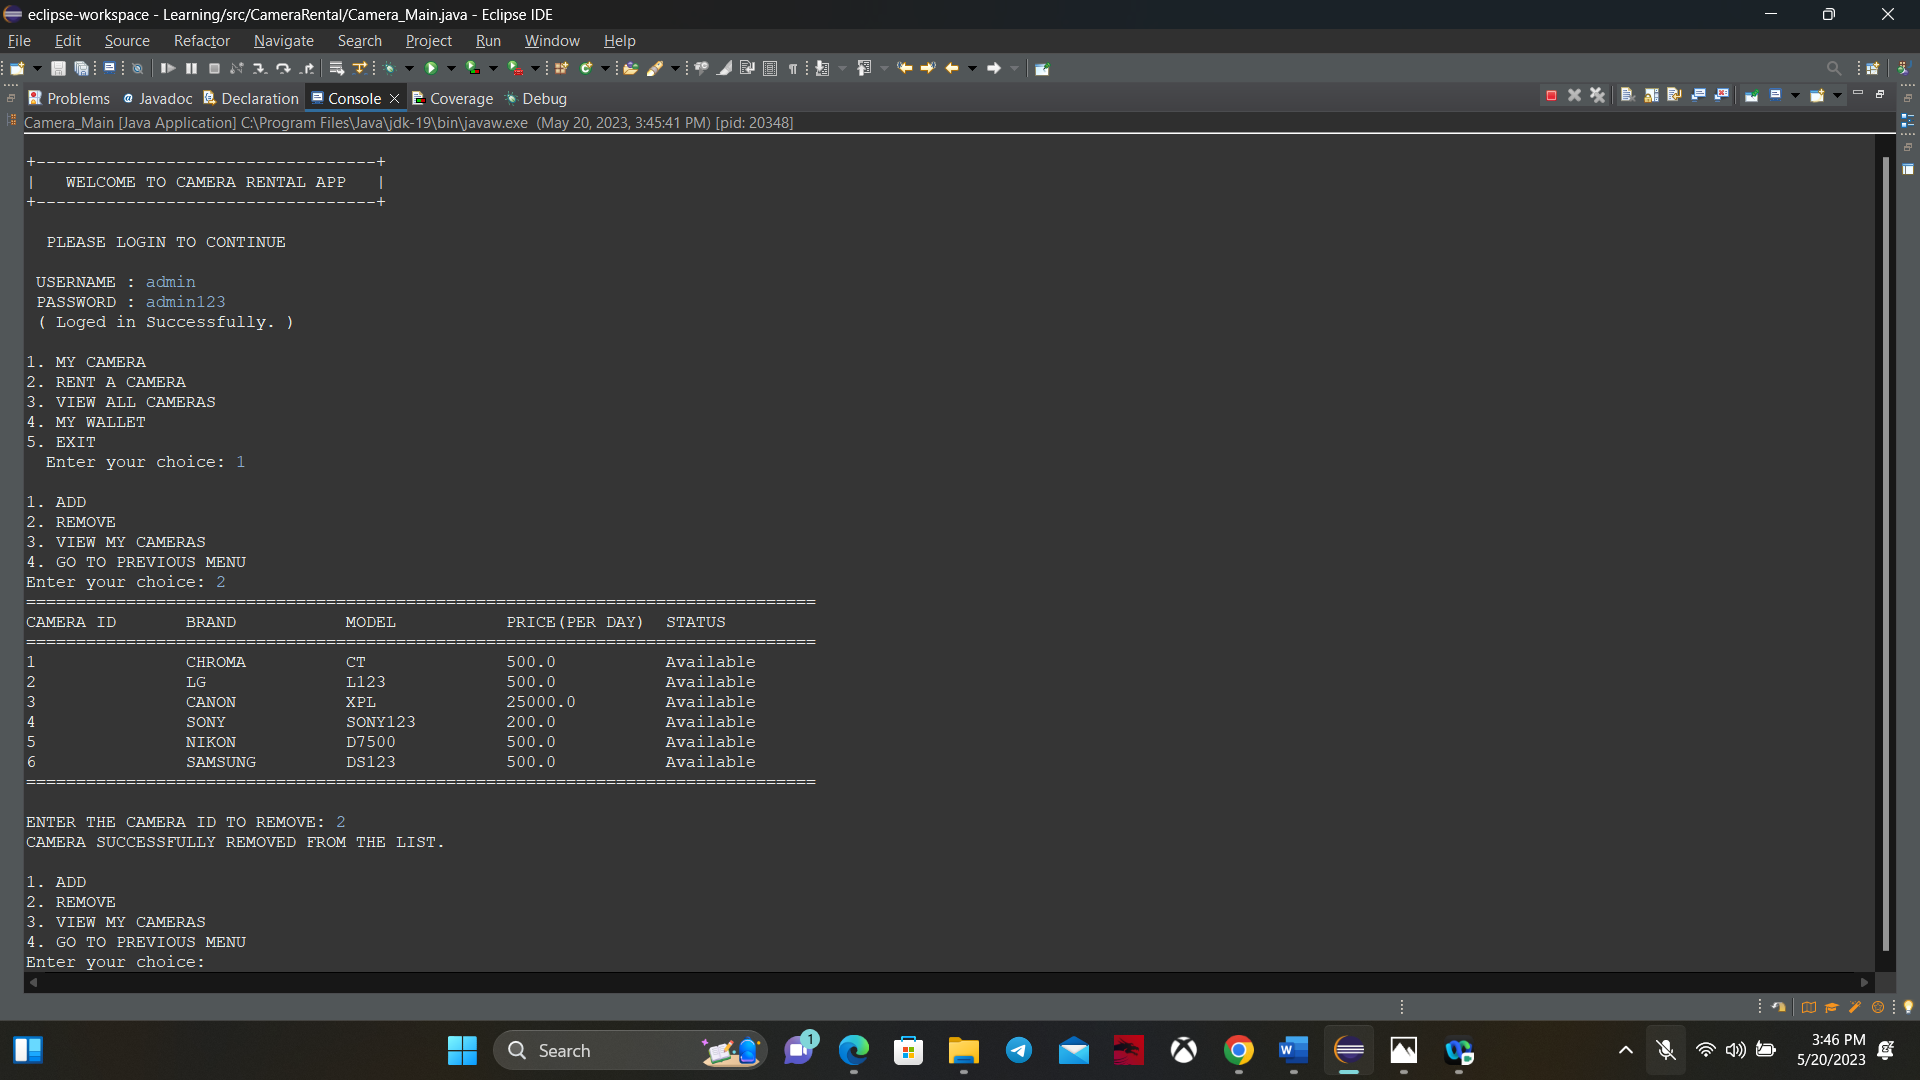 eclipse-workspace - Learning/src/CameraRental/Camera_Main.java - Eclipse IDE
File Edit Source Refactor Navigate Search Project Run Window Help
Problems Javadoc Declaration Console Coverage Debug
Camera_Main [Java Application] C:\Program Files\Java\jdk-19\bin\javaw.exe (May 20, 2023, 3:45:41 PM) [pid: 20348]
+----------------------------------+
| WELCOME TO CAMERA RENTAL APP |
+----------------------------------+
PLEASE LOGIN TO CONTINUE
USERNAME : admin
PASSWORD : admin123
( Loged in Successfully. )
1. MY CAMERA
2. RENT A CAMERA
3. VIEW ALL CAMERAS
4. MY WALLET
5. EXIT
Enter your choice: 1
1. ADD
2. REMOVE
3. VIEW MY CAMERAS
4. GO TO PREVIOUS MENU
Enter your choice: 2
===============================================================================
CAMERA ID BRAND MODEL PRICE(PER DAY) STATUS
===============================================================================
1 CHROMA CT 500.0 Available
2 LG L123 500.0 Available
3 CANON XPL 25000.0 Available
4 SONY SONY123 200.0 Available
5 NIKON D7500 500.0 Available
6 SAMSUNG DS123 500.0 Available
===============================================================================
ENTER THE CAMERA ID TO REMOVE: 2
CAMERA SUCCESSFULLY REMOVED FROM THE LIST.
1. ADD
2. REMOVE
3. VIEW MY CAMERAS
4. GO TO PREVIOUS MENU
Enter your choice:
Search
1
3:46 PM
5/20/2023